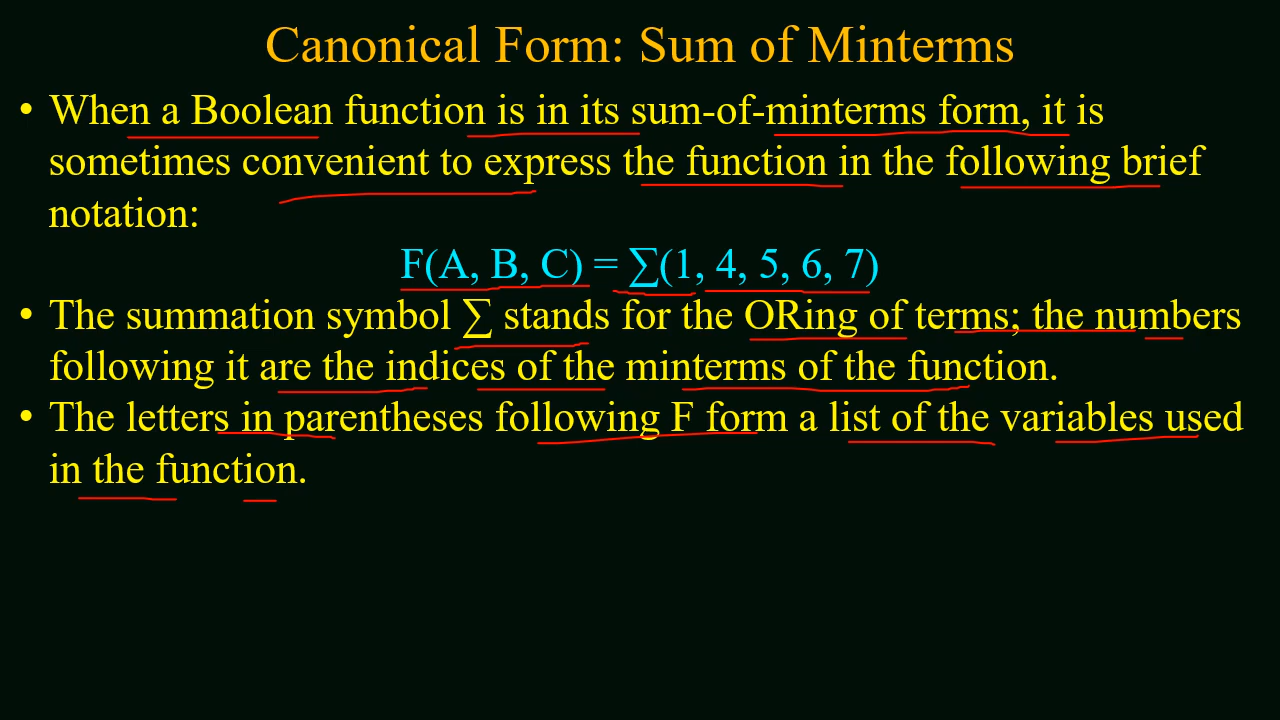 Canonical Form: Sum of Minterms
• When a Boolean function is in its sum-of-minterms form, it is
sometimes convenient to express the function in the following brief
notation:
F(A, B, C) = ∑(1, 4, 5, 6, 7)
• The summation symbol ∑ stands for the ORing of terms; the numbers
following it are the indices of the minterms of the function.
• The letters in parentheses following F form a list of the variables used
in the function.